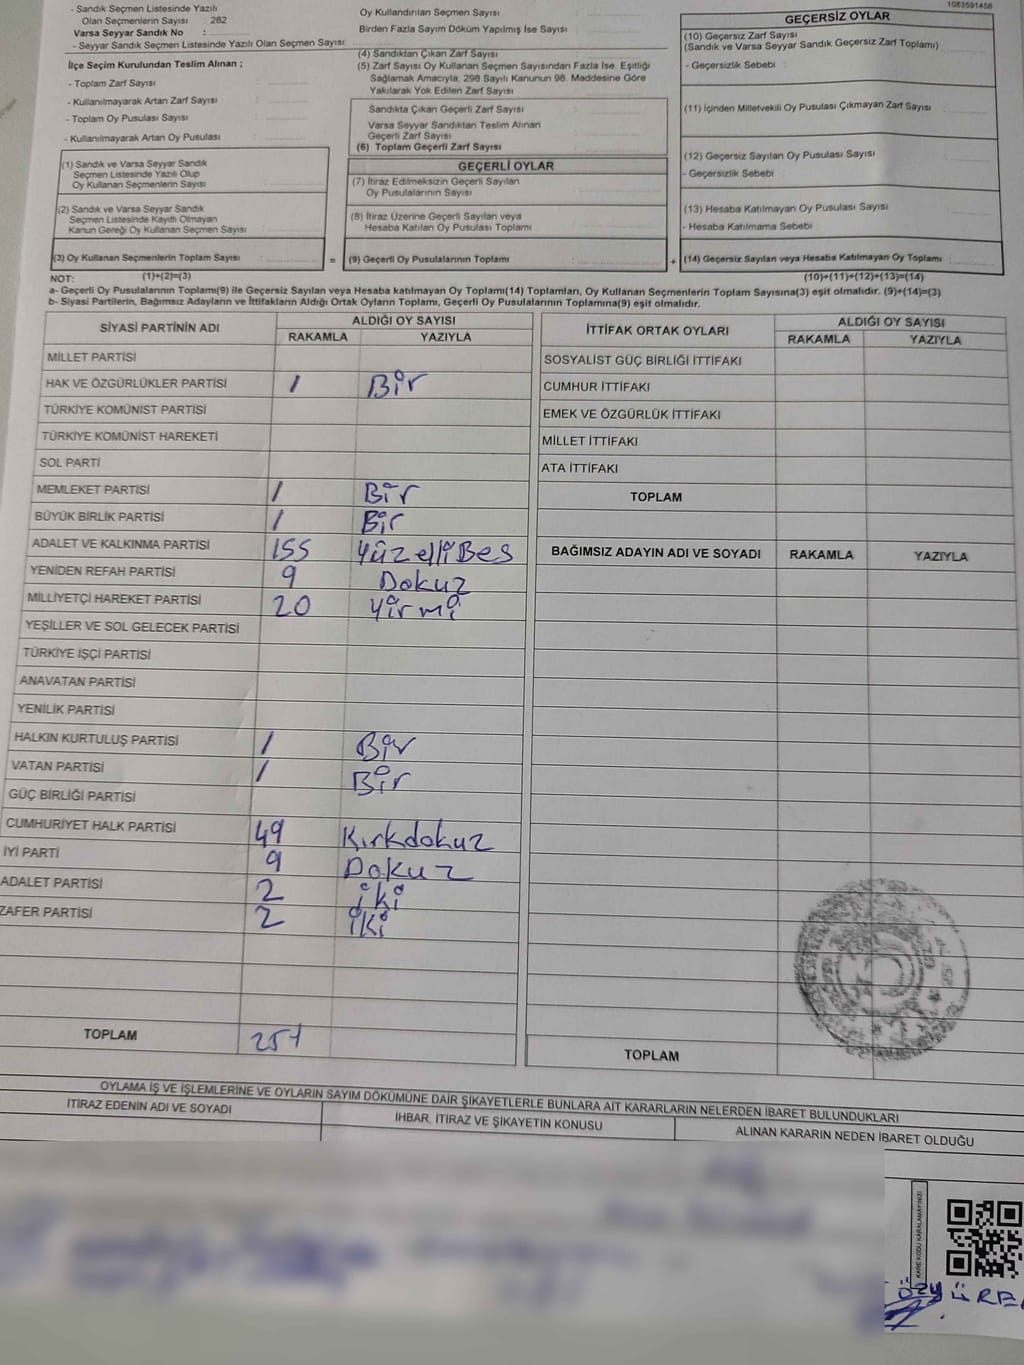 1083591456
- Sandık Seçmen Listesinde Yazılı
Olan Seçmenlerin Sayısı : 282
Varsa Seyyar Sandık No :
- Seyyar Sandık Seçmen Listesinde Yazılı Olan Seçmen Sayısı
İlçe Seçim Kurulundan Teslim Alınan ;
- Toplam Zarf Sayısı :
- Kullanılmayarak Artan Zarf Sayısı :
- Toplam Oy Pusulası Sayısı :
- Kullanılmayarak Artan Oy Pusulası :
(1) Sandık ve Varsa Seyyar Sandık
Seçmen Listesinde Yazılı Olup
Oy Kullanan Seçmenlerin Sayısı :
(2) Sandık ve Varsa Seyyar Sandık
Seçmen Listesinde Kayıtlı Olmayan
Kanun Gereği Oy Kullanan Seçmen Sayısı :
(3) Oy Kullanan Seçmenlerin Toplam Sayısı : =
Oy Kullandırılan Seçmen Sayısı
Birden Fazla Sayım Döküm Yapılmış İse Sayısı :
(4) Sandıktan Çıkan Zarf Sayısı
(5) Zarf Sayısı Oy Kullanan Seçmen Sayısından Fazla İse, Eşitliği
Sağlamak Amacıyla, 298 Sayılı Kanunun 98. Maddesine Göre
Yakılarak Yok Edilen Zarf Sayısı
Sandıkta Çıkan Geçerli Zarf Sayısı
Varsa Seyyar Sandıktan Teslim Alınan
Geçerli Zarf Sayısı
(6) Toplam Geçerli Zarf Sayısı
GEÇERLİ OYLAR
(7) İtiraz Edilmeksizin Geçerli Sayılan
Oy Pusulalarının Sayısı :
(8) İtiraz Üzerine Geçerli Sayılan veya
Hesaba Katılan Oy Pusulası Toplamı :
(9) Geçerli Oy Pusulalarının Toplamı : +
GEÇERSİZ OYLAR
(10) Geçersiz Zarf Sayısı
(Sandık ve Varsa Seyyar Sandık Geçersiz Zarf Toplamı) :
- Geçersizlik Sebebi :
(11) İçinden Milletvekili Oy Pusulası Çıkmayan Zarf Sayısı
(12) Geçersiz Sayılan Oy Pusulası Sayısı :
- Geçersizlik Sebebi
(13) Hesaba Katılmayan Oy Pusulası Sayısı :
- Hesaba Katılmama Sebebi :
(14) Geçersiz Sayılan veya Hesaba Katılmayan Oy Toplamı :
NOT: (1)+(2)=(3) (10)+(11)+(12)+(13)=(14)
a- Geçerli Oy Pusulalarının Toplamı(9) ile Geçersiz Sayılan veya Hesaba katılmayan Oy Toplamı(14) Toplamları, Oy Kullanan Seçmenlerin Toplam Sayısına(3) eşit olmalıdır. (9)+(14)=(3)
b- Siyasi Partilerin, Bağımsız Adayların ve İttifakların Aldığı Ortak Oyların Toplamı, Geçerli Oy Pusulalarının Toplamına(9) eşit olmalıdır.
SİYASİ PARTİNİN ADI ALDIĞI OY SAYISI
RAKAMLA YAZIYLA
MİLLET PARTİSİ
HAK VE ÖZGÜRLÜKLER PARTİSİ 1 Bir
TÜRKİYE KOMÜNİST PARTİSİ
TÜRKİYE KOMÜNİST HAREKETİ
SOL PARTİ
MEMLEKET PARTİSİ 1 Bir
BÜYÜK BİRLİK PARTİSİ 1 Bir
ADALET VE KALKINMA PARTİSİ 155 YüzelliBes
YENİDEN REFAH PARTİSİ 9 Dokuz
MİLLİYETÇİ HAREKET PARTİSİ 20 Yirmi
YEŞİLLER VE SOL GELECEK PARTİSİ
TÜRKİYE İŞÇİ PARTİSİ
ANAVATAN PARTİSİ
YENİLİK PARTİSİ
HALKIN KURTULUŞ PARTİSİ 1 Bir
VATAN PARTİSİ 1 Bir
GÜÇ BİRLİĞİ PARTİSİ
CUMHURİYET HALK PARTİSİ 49 Kırkdokuz
İYİ PARTİ 9 Dokuz
ADALET PARTİSİ 2 iki
ZAFER PARTİSİ 2 iki
TOPLAM 251
İTTİFAK ORTAK OYLARI ALDIĞI OY SAYISI
RAKAMLA YAZIYLA
SOSYALİST GÜÇ BİRLİĞİ İTTİFAKI
CUMHUR İTTİFAKI
EMEK VE ÖZGÜRLÜK İTTİFAKI
MİLLET İTTİFAKI
ATA İTTİFAKI
TOPLAM
BAĞIMSIZ ADAYIN ADI VE SOYADI RAKAMLA YAZIYLA
TOPLAM
OYLAMA İŞ VE İŞLEMLERİNE VE OYLARIN SAYIM DÖKÜMÜNE DAİR ŞİKAYETLERLE BUNLARA AİT KARARLARIN NELERDEN İBARET BULUNDUKLARI
İTİRAZ EDENİN ADI VE SOYADI İHBAR, İTİRAZ VE ŞİKAYETİN KONUSU ALINAN KARARIN NEDEN İBARET OLDUĞU
KARE KODU KARALAMAYINIZ!